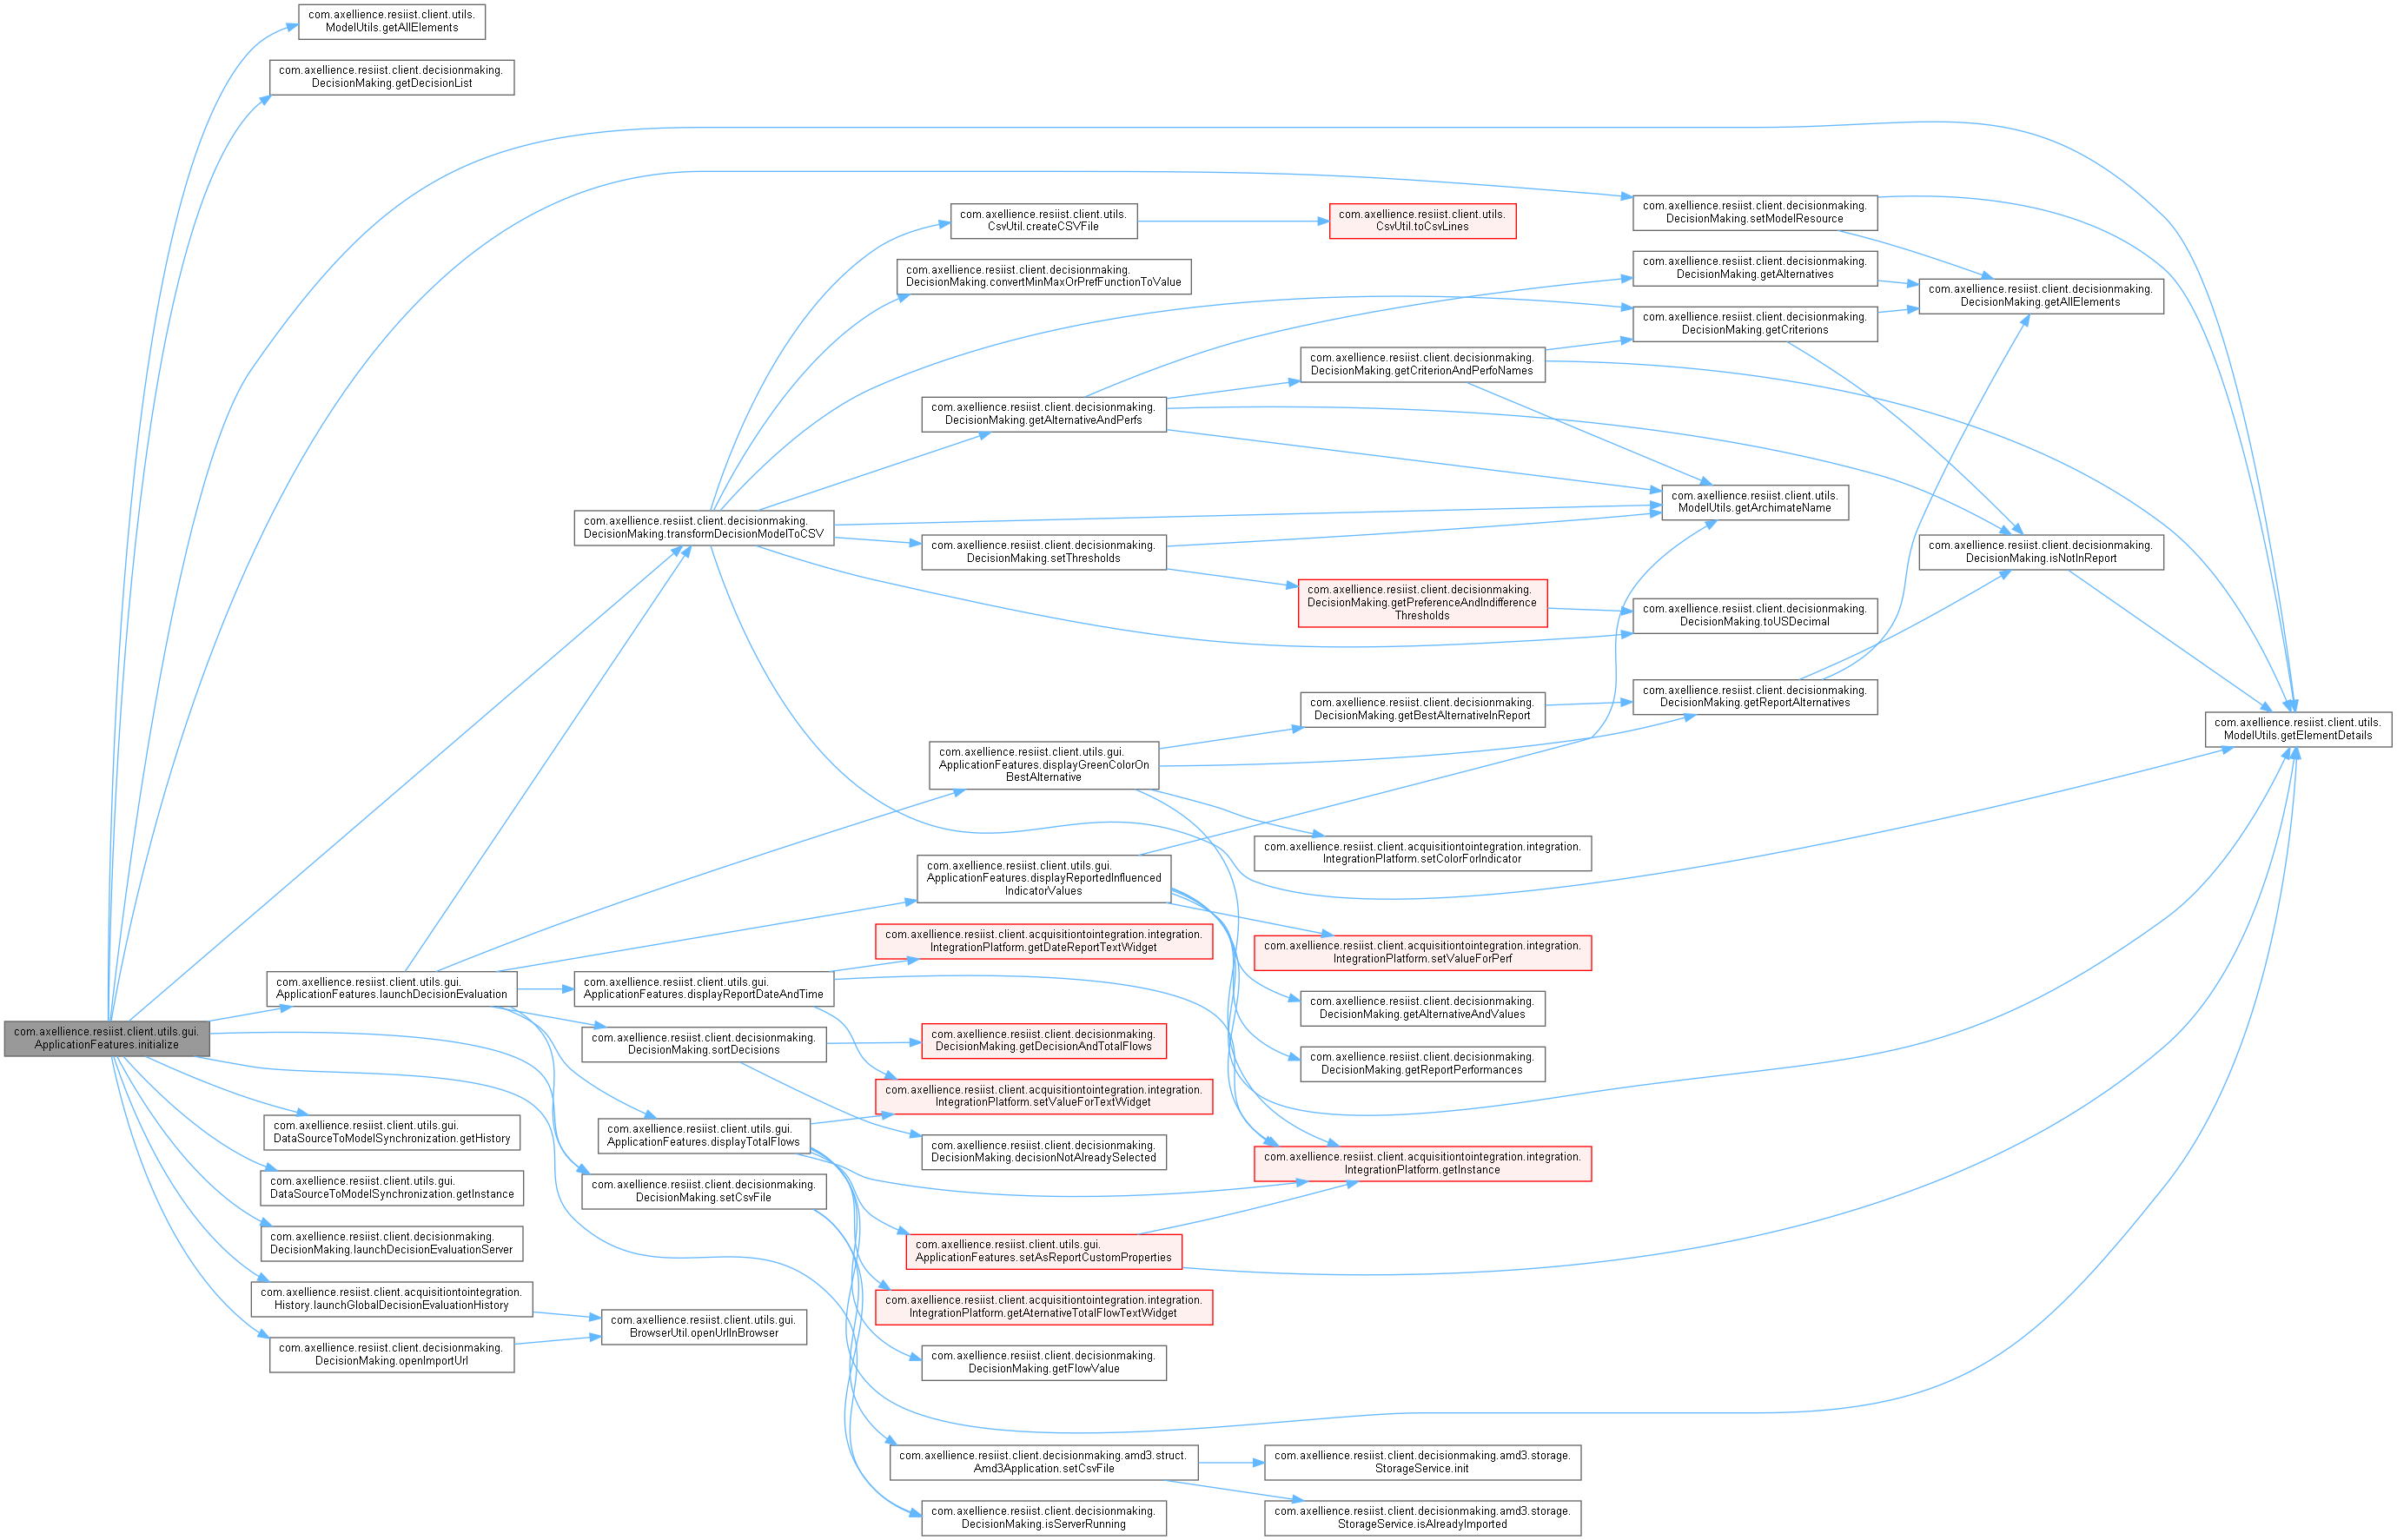 com.axellience.resiist.client.utils.
ModelUtils.getAllElements
com.axellience.resiist.client.decisionmaking.
DecisionMaking.getDecisionList
com.axellience.resiist.client.decisionmaking.
DecisionMaking.setModelResource
com.axellience.resiist.client.utils.
CsvUtil.createCSVFile
com.axellience.resiist.client.utils.
CsvUtil.toCsvLines
com.axellience.resiist.client.decisionmaking.
DecisionMaking.getAlternatives
com.axellience.resiist.client.decisionmaking.
DecisionMaking.convertMinMaxOrPrefFunctionToValue
com.axellience.resiist.client.decisionmaking.
DecisionMaking.getAllElements
com.axellience.resiist.client.decisionmaking.
DecisionMaking.getCriterions
com.axellience.resiist.client.decisionmaking.
DecisionMaking.getCriterionAndPerfoNames
com.axellience.resiist.client.decisionmaking.
DecisionMaking.getAlternativeAndPerfs
com.axellience.resiist.client.utils.
ModelUtils.getArchimateName
com.axellience.resiist.client.decisionmaking.
DecisionMaking.transformDecisionModelToCSV
com.axellience.resiist.client.decisionmaking.
DecisionMaking.setThresholds
com.axellience.resiist.client.decisionmaking.
DecisionMaking.isNotInReport
com.axellience.resiist.client.decisionmaking.
DecisionMaking.getPreferenceAndIndifference
Thresholds
com.axellience.resiist.client.decisionmaking.
DecisionMaking.toUSDecimal
com.axellience.resiist.client.decisionmaking.
DecisionMaking.getBestAlternativeInReport
com.axellience.resiist.client.decisionmaking.
DecisionMaking.getReportAlternatives
com.axellience.resiist.client.utils.
ModelUtils.getElementDetails
com.axellience.resiist.client.utils.gui.
ApplicationFeatures.displayGreenColorOn
BestAlternative
com.axellience.resiist.client.acquisitiontointegration.integration.
IntegrationPlatform.setColorForIndicator
com.axellience.resiist.client.utils.gui.
ApplicationFeatures.displayReportedInfluenced
IndicatorValues
com.axellience.resiist.client.acquisitiontointegration.integration.
IntegrationPlatform.getDateReportTextWidget
com.axellience.resiist.client.acquisitiontointegration.integration.
IntegrationPlatform.setValueForPerf
com.axellience.resiist.client.utils.gui.
ApplicationFeatures.launchDecisionEvaluation
com.axellience.resiist.client.utils.gui.
ApplicationFeatures.displayReportDateAndTime
com.axellience.resiist.client.decisionmaking.
DecisionMaking.getAlternativeAndValues
com.axellience.resiist.client.utils.gui.
ApplicationFeatures.initialize
com.axellience.resiist.client.decisionmaking.
DecisionMaking.sortDecisions
com.axellience.resiist.client.decisionmaking.
DecisionMaking.getDecisionAndTotalFlows
com.axellience.resiist.client.decisionmaking.
DecisionMaking.getReportPerformances
com.axellience.resiist.client.acquisitiontointegration.integration.
IntegrationPlatform.setValueForTextWidget
com.axellience.resiist.client.utils.gui.
DataSourceToModelSynchronization.getHistory
com.axellience.resiist.client.utils.gui.
ApplicationFeatures.displayTotalFlows
com.axellience.resiist.client.decisionmaking.
DecisionMaking.decisionNotAlreadySelected
com.axellience.resiist.client.acquisitiontointegration.integration.
IntegrationPlatform.getInstance
com.axellience.resiist.client.utils.gui.
DataSourceToModelSynchronization.getInstance
com.axellience.resiist.client.decisionmaking.
DecisionMaking.setCsvFile
com.axellience.resiist.client.decisionmaking.
DecisionMaking.launchDecisionEvaluationServer
com.axellience.resiist.client.utils.gui.
ApplicationFeatures.setAsReportCustomProperties
com.axellience.resiist.client.acquisitiontointegration.
History.launchGlobalDecisionEvaluationHistory
com.axellience.resiist.client.acquisitiontointegration.integration.
IntegrationPlatform.getAternativeTotalFlowTextWidget
com.axellience.resiist.client.utils.gui.
BrowserUtil.openUrlInBrowser
com.axellience.resiist.client.decisionmaking.
DecisionMaking.openImportUrl
com.axellience.resiist.client.decisionmaking.
DecisionMaking.getFlowValue
com.axellience.resiist.client.decisionmaking.amd3.struct.
Amd3Application.setCsvFile
com.axellience.resiist.client.decisionmaking.amd3.storage.
StorageService.init
com.axellience.resiist.client.decisionmaking.
DecisionMaking.isServerRunning
com.axellience.resiist.client.decisionmaking.amd3.storage.
StorageService.isAlreadyImported